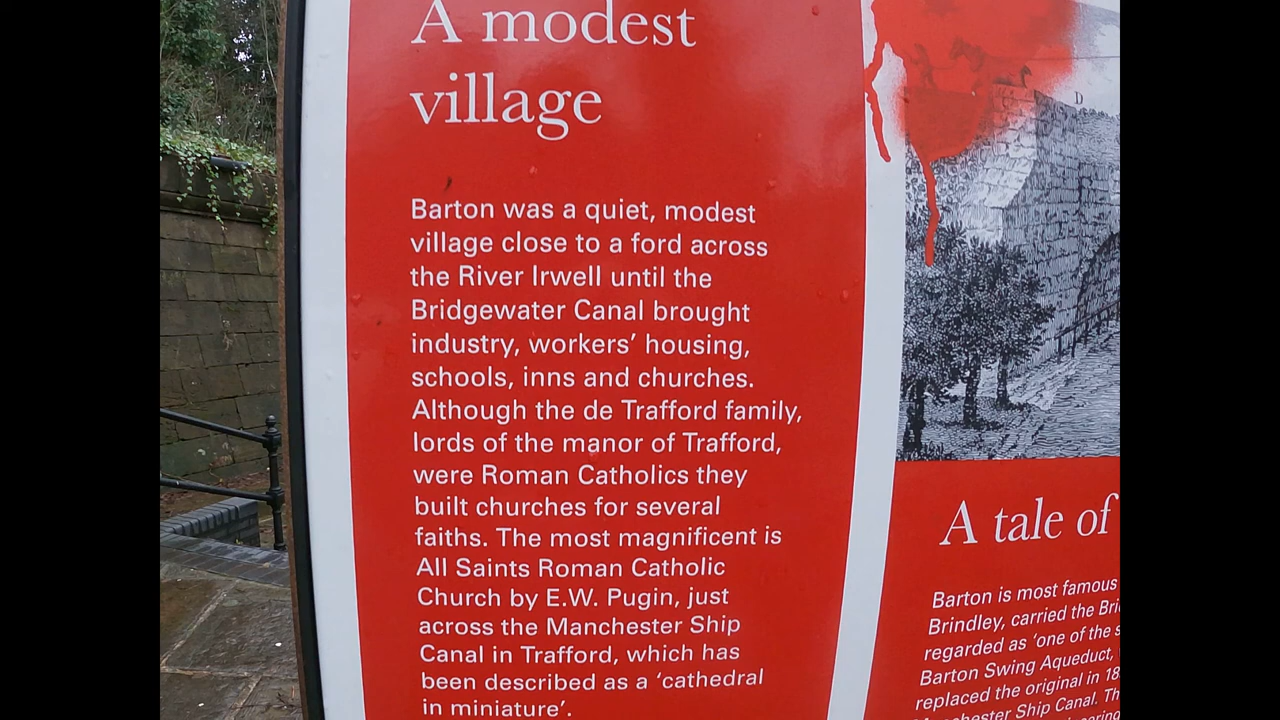 A modest
village
Barton was a quiet, modest
village close to a ford across
the River Irwell until the
Bridgewater Canal brought
industry, workers’ housing,
schools, inns and churches.
Although the de Trafford family,
lords of the manor of Trafford,
were Roman Catholics they
built churches for several
faiths. The most magnificent is
All Saints Roman Catholic
Church by E.W. Pugin, just
across the Manchester Ship
Canal in Trafford, which has
been described as a ‘cathedral
in miniature’.
D
A tale of
Barton is most famous
Brindley, carried the
regarded as ‘one of the
Barton Swing Aqueduct,
replaced the original in 18
Manchester Ship Canal.